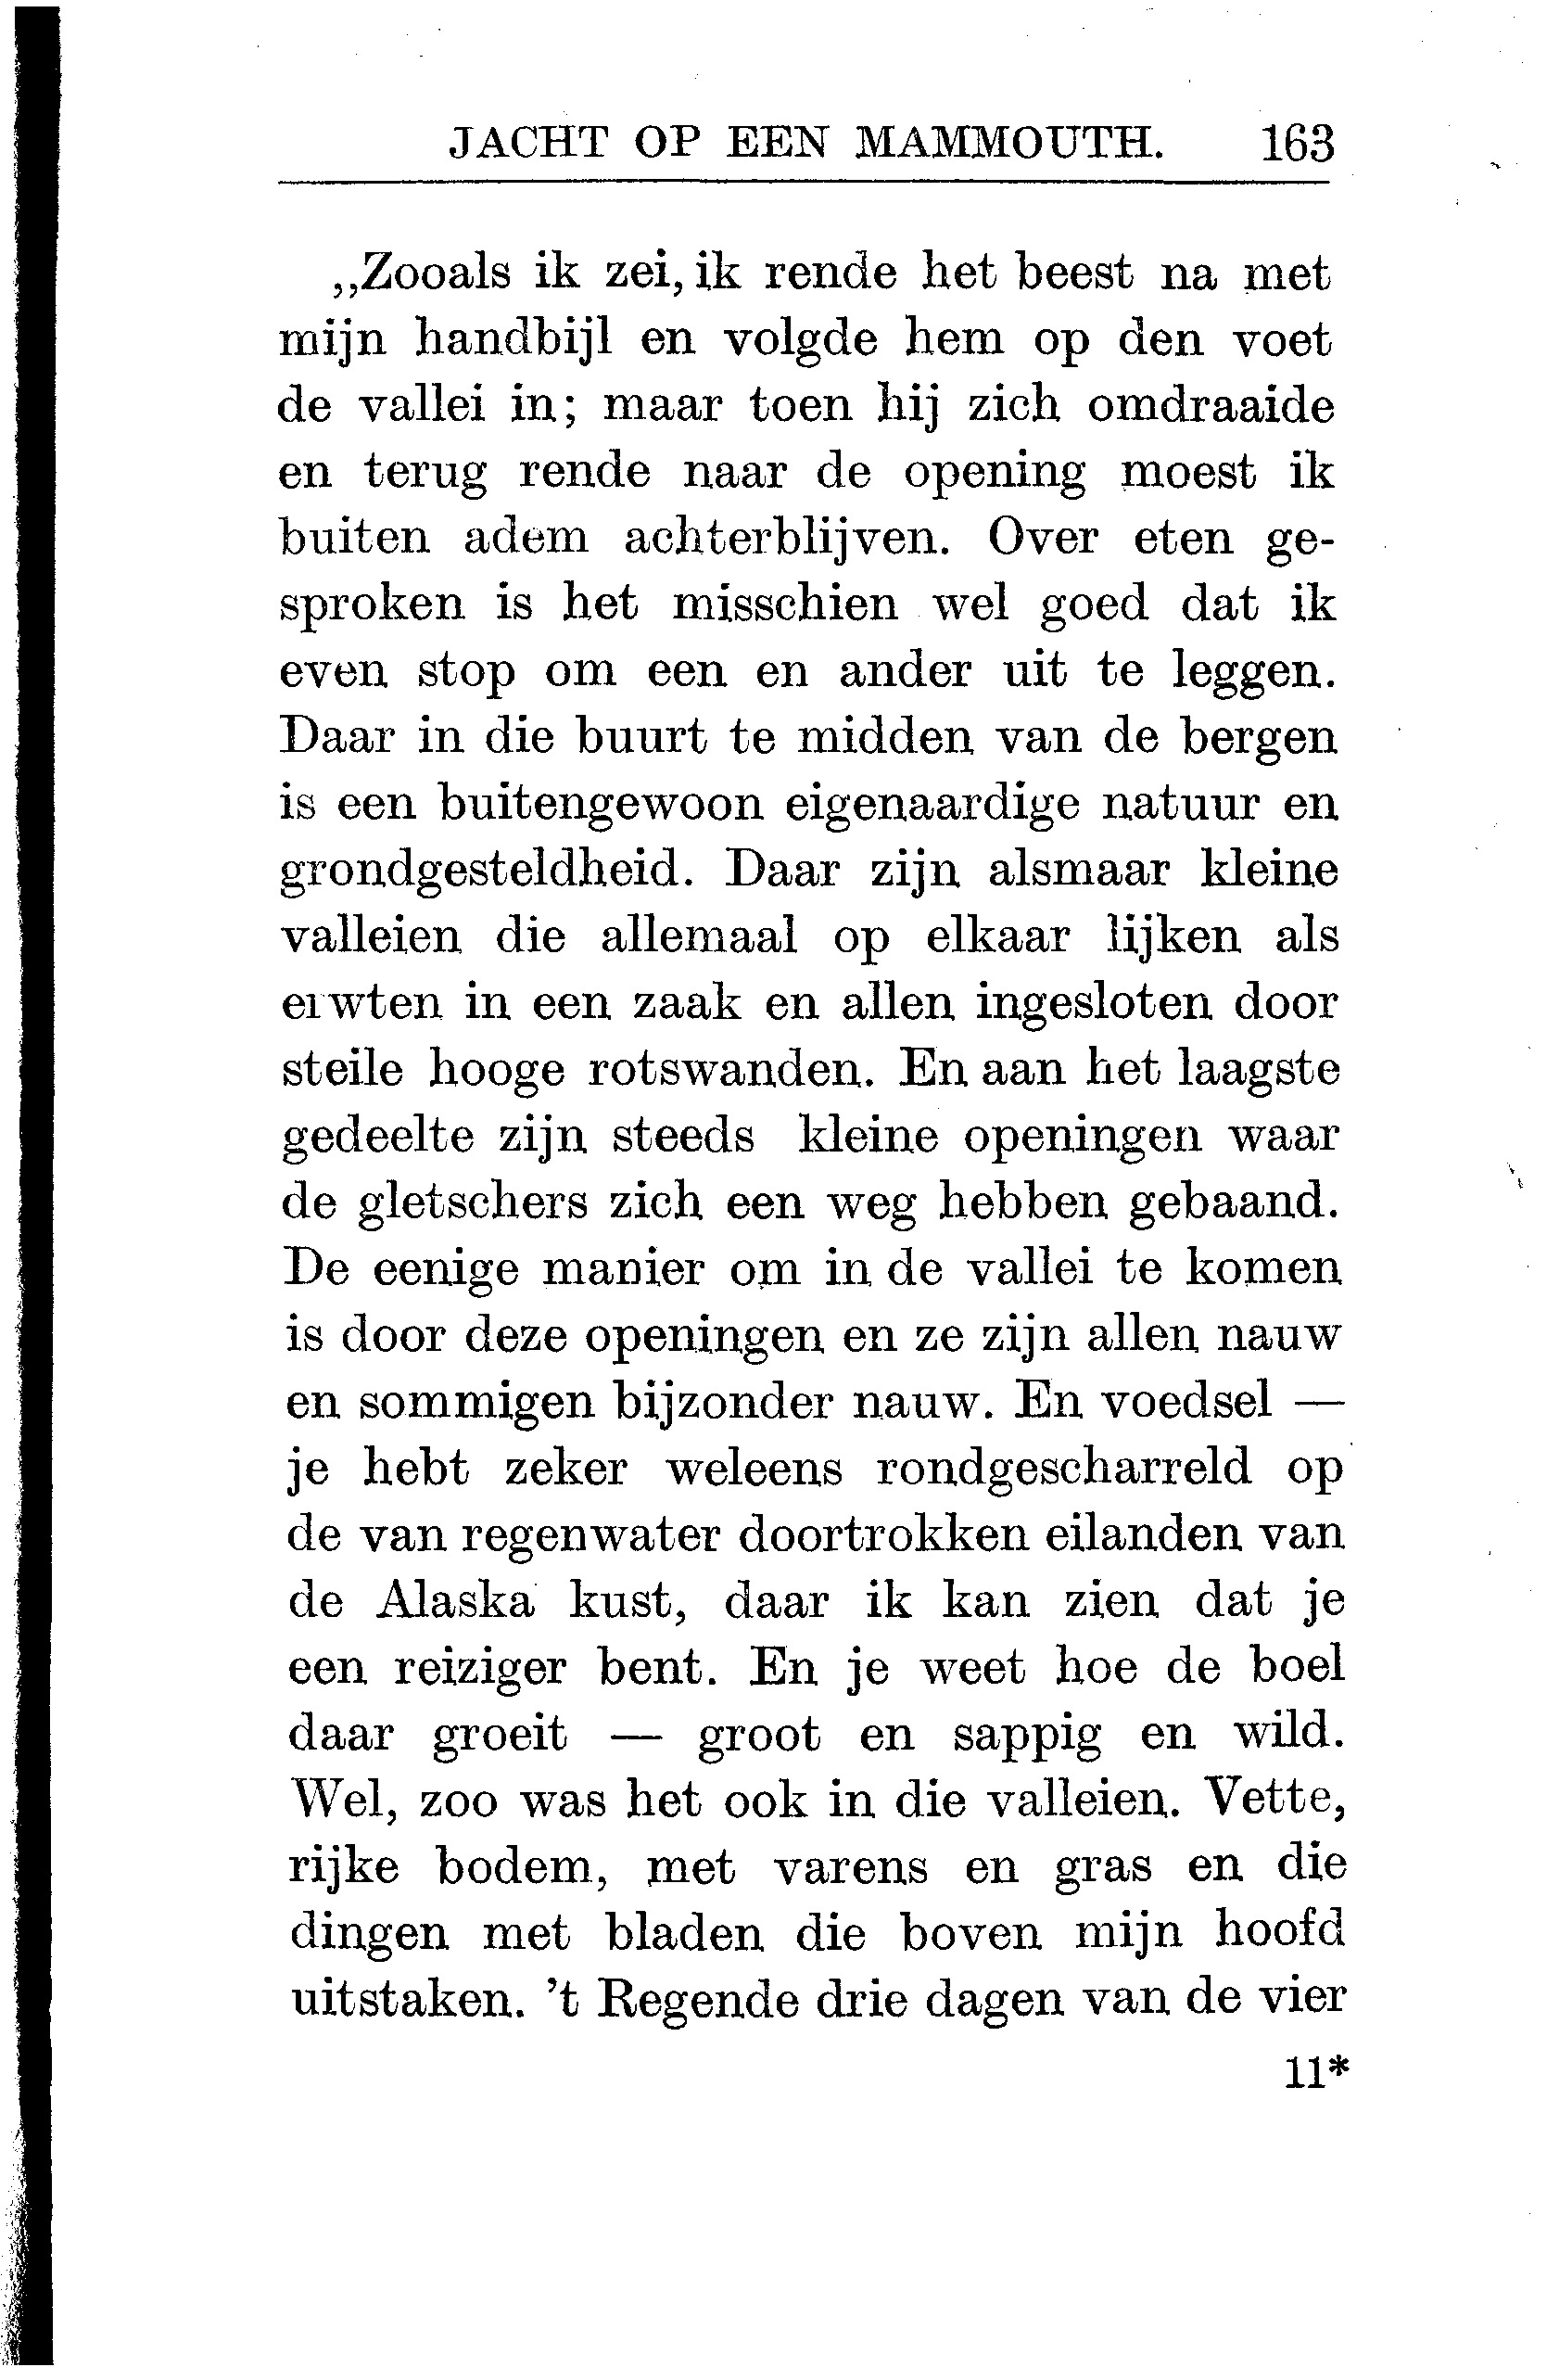 JACHT OP EEN MAMMOUTH. 163
„Zooals ik zei, ik rende het beest na met
mijn handbijl en volgde hem op den voet
de vallei in; maar toen hij zich omdraaide
en terug rende naar de opening moest ik
buiten adem achterblijven. Over eten ge-
sproken is het misschien wel goed dat ik
even stop om een en ander uit te leggen.
Daar in die buurt te midden van de bergen
is een buitengewoon eigenaardige natuur en
grondgesteldheid. Daar zijn alsmaar kleine
valleien die allemaal op elkaar lijken als
erwten in een zaak en allen ingesloten door
steile hooge rotswanden. En aan het laagste
gedeelte zijn steeds kleine openingen waar
de gletschers zich een weg hebben gebaand.
De eenige manier om in de vallei te komen
is door deze openingen en ze zijn allen nauw
en sommigen bijzonder nauw. En voedsel —
je hebt zeker weleens rondgescharreld op
de van regenwater doortrokken eilanden van
de Alaska kust, daar ik kan zien dat je
een reiziger bent. En je weet hoe de boel
daar groeit — groot en sappig en wild.
Wel, zoo was het ook in die valleien. Vette,
rijke bodem, met varens en gras en die
dingen met bladen die boven mijn hoofd
uitstaken. 't Regende drie dagen van de vier
11*